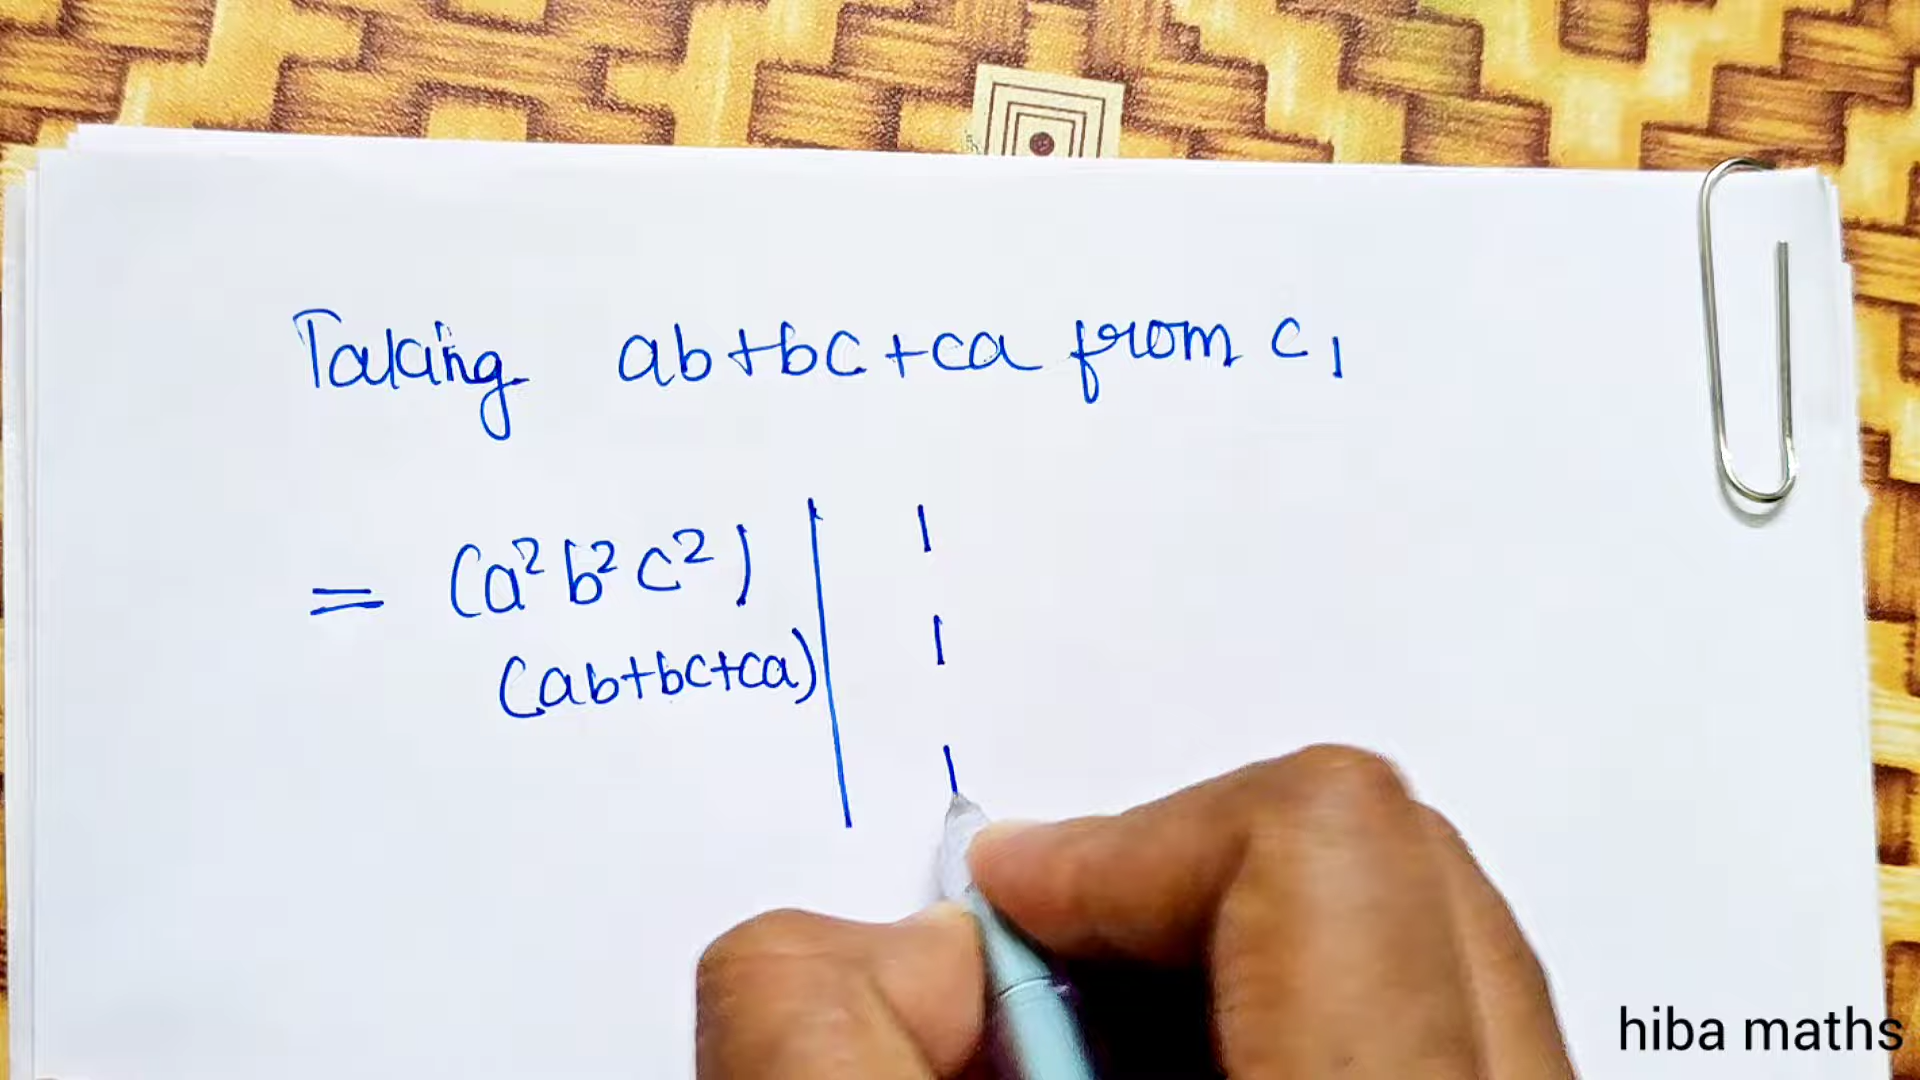 Taking ab+bc+ca from c₁
= (a²b²c²) | 1
(ab+bc+ca) | 1
1
hiba maths